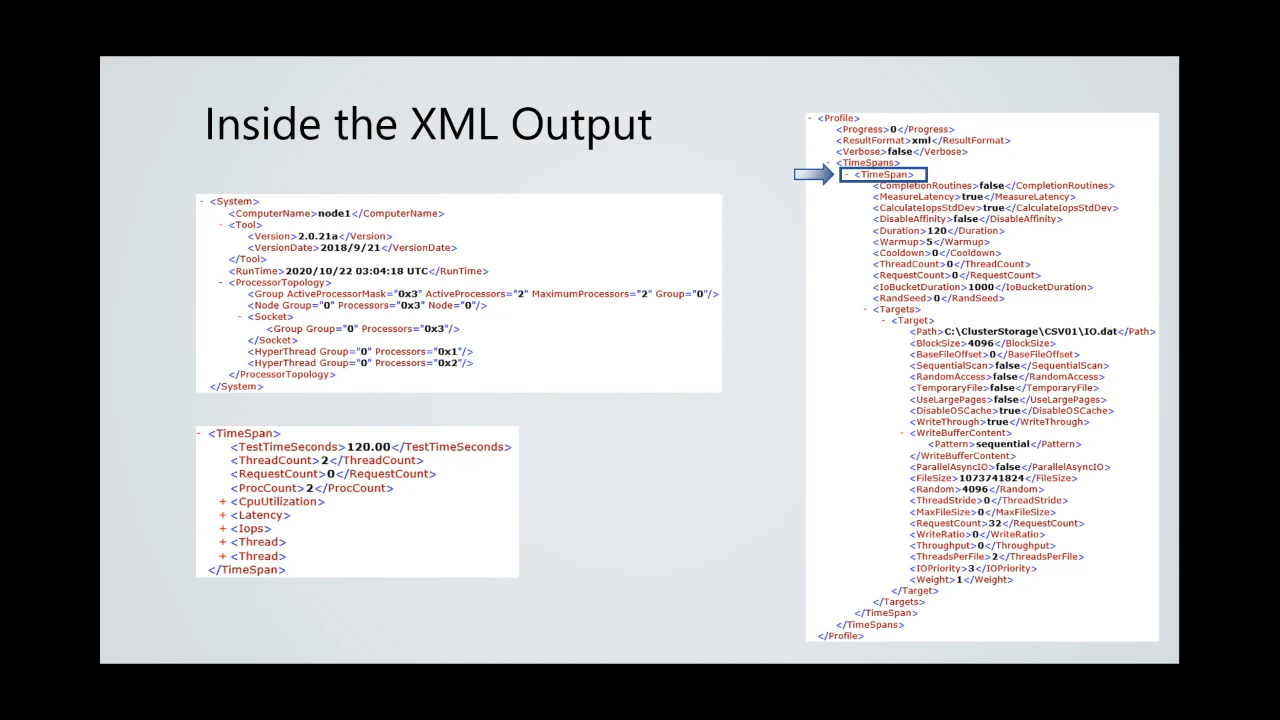 Inside the XML Output
- <System>
<ComputerName>node1</ComputerName>
- <Tool>
<Version>2.0.21a</Version>
<VersionDate>2018/9/21</VersionDate>
</Tool>
<RunTime>2020/10/22 03:04:18 UTC</RunTime>
- <ProcessorTopology>
<Group ActiveProcessorMask="0x3" ActiveProcessors="2" MaximumProcessors="2" Group="0"/>
<Node Group="0" Processors="0x3" Node="0"/>
- <Socket>
<Group Group="0" Processors="0x3"/>
</Socket>
<HyperThread Group="0" Processors="0x1"/>
<HyperThread Group="0" Processors="0x2"/>
</ProcessorTopology>
</System>
- <TimeSpan>
<TestTimeSeconds>120.00</TestTimeSeconds>
<ThreadCount>2</ThreadCount>
<RequestCount>0</RequestCount>
<ProcCount>2</ProcCount>
+ <CpuUtilization>
+ <Latency>
+ <Iops>
+ <Thread>
+ <Thread>
</TimeSpan>
- <Profile>
<Progress>0</Progress>
<ResultFormat>xml</ResultFormat>
<Verbose>false</Verbose>
- <TimeSpans>
- <TimeSpan>
<CompletionRoutines>false</CompletionRoutines>
<MeasureLatency>true</MeasureLatency>
<CalculateIopsStdDev>true</CalculateIopsStdDev>
<DisableAffinity>false</DisableAffinity>
<Duration>120</Duration>
<Warmup>5</Warmup>
<Cooldown>0</Cooldown>
<ThreadCount>0</ThreadCount>
<RequestCount>0</RequestCount>
<IoBucketDuration>1000</IoBucketDuration>
<RandSeed>0</RandSeed>
- <Targets>
- <Target>
<Path>C:\ClusterStorage\CSV01\IO.dat</Path>
<BlockSize>4096</BlockSize>
<BaseFileOffset>0</BaseFileOffset>
<SequentialScan>false</SequentialScan>
<RandomAccess>false</RandomAccess>
<TemporaryFile>false</TemporaryFile>
<UseLargePages>false</UseLargePages>
<DisableOSCache>true</DisableOSCache>
<WriteThrough>true</WriteThrough>
- <WriteBufferContent>
<Pattern>sequential</Pattern>
</WriteBufferContent>
<ParallelAsyncIO>false</ParallelAsyncIO>
<FileSize>1073741824</FileSize>
<Random>4096</Random>
<ThreadStride>0</ThreadStride>
<MaxFileSize>0</MaxFileSize>
<RequestCount>32</RequestCount>
<WriteRatio>0</WriteRatio>
<Throughput>0</Throughput>
<ThreadsPerFile>2</ThreadsPerFile>
<IOPriority>3</IOPriority>
<Weight>1</Weight>
</Target>
</Targets>
</TimeSpan>
</TimeSpans>
</Profile>